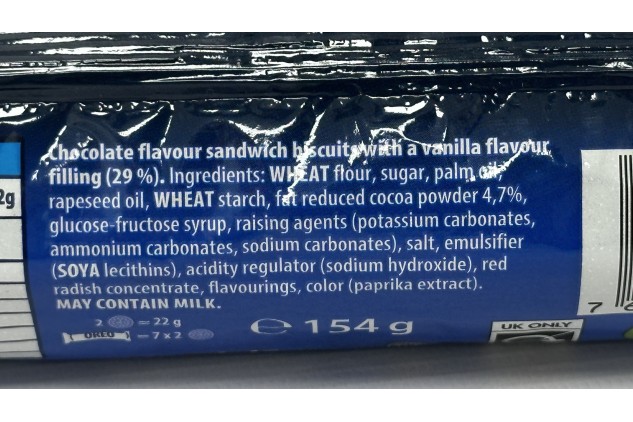 Chocolate flavour sandwich biscuits with a vanilla flavour
filling (29 %). Ingredients: WHEAT flour, sugar, palm oil,
rapeseed oil, WHEAT starch, fat reduced cocoa powder 4,7%,
glucose-fructose syrup, raising agents (potassium carbonates,
ammonium carbonates, sodium carbonates), salt, emulsifier
(SOYA lecithins), acidity regulator (sodium hydroxide), red
radish concentrate, flavourings, color (paprika extract).
MAY CONTAIN MILK.
2 = 22 g
OREO = 7 x 2
e 154 g
UK ONLY
2g
7